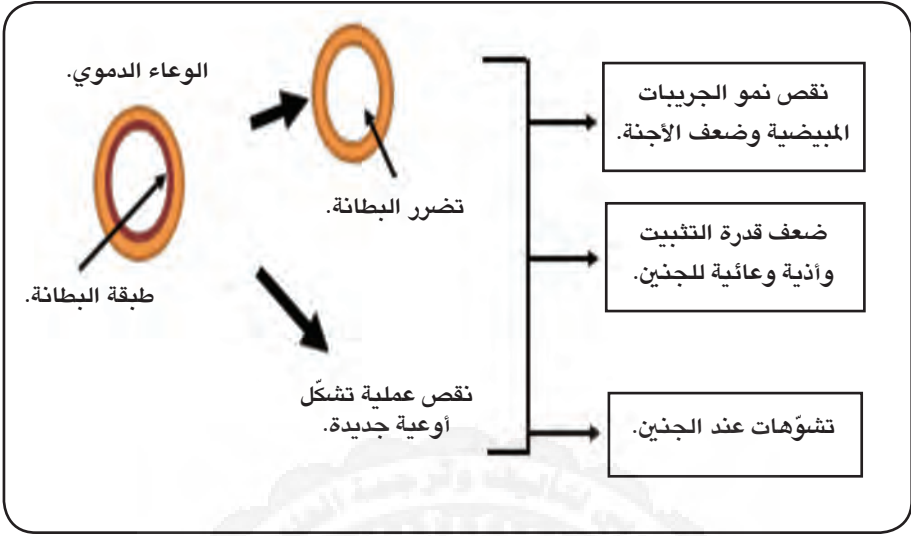 الوعاء الدموي.
طبقة البطانة.
تضرر البطانة.
نقص عملية تشكّل
أوعية جديدة.
نقص نمو الجريبات
المبيضية وضعف الأجنة.
ضعف قدرة التثبيت
وأذية وعائية للجنين.
تشوّهات عند الجنين.